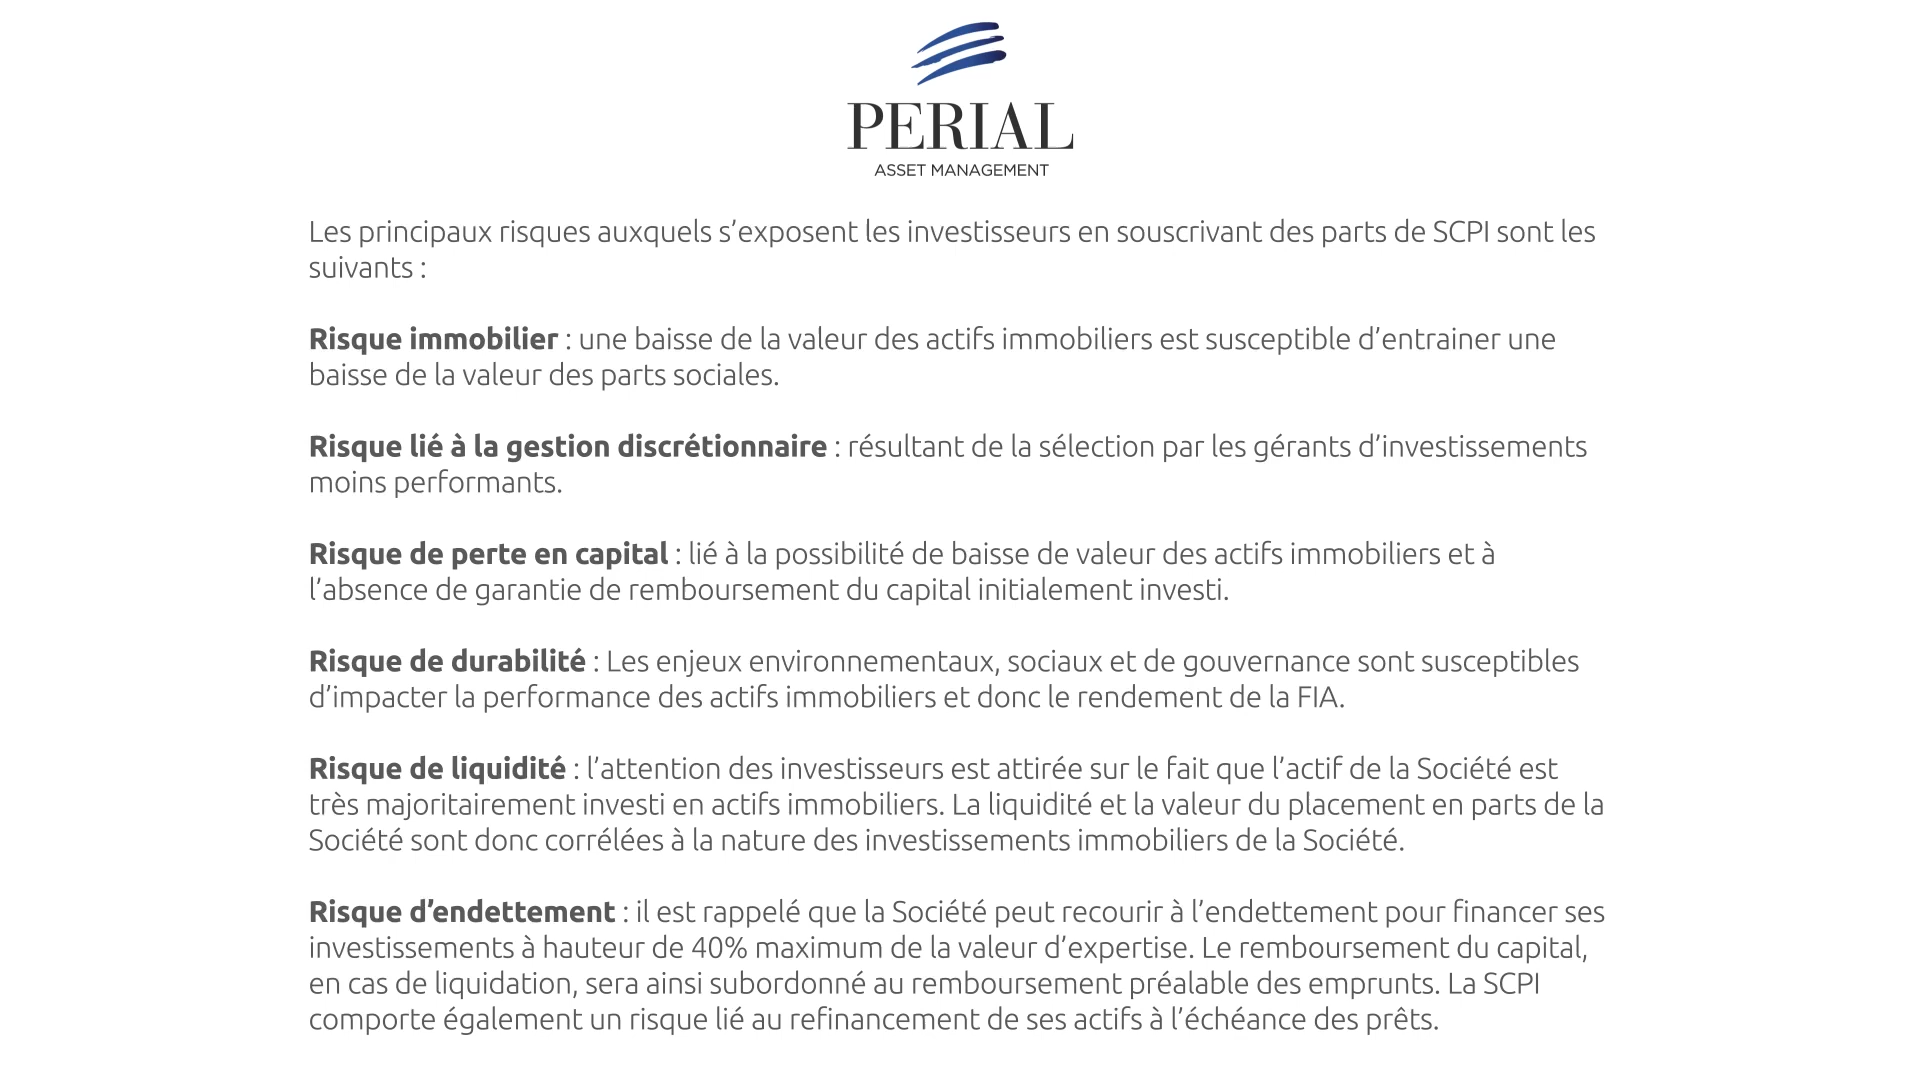 PERIAL
ASSET MANAGEMENT
Les principaux risques auxquels s’exposent les investisseurs en souscrivant des parts de SCPI sont les
suivants :
Risque immobilier : une baisse de la valeur des actifs immobiliers est susceptible d’entrainer une
baisse de la valeur des parts sociales.
Risque lié à la gestion discrétionnaire : résultant de la sélection par les gérants d’investissements
moins performants.
Risque de perte en capital : lié à la possibilité de baisse de valeur des actifs immobiliers et à
l’absence de garantie de remboursement du capital initialement investi.
Risque de durabilité : Les enjeux environnementaux, sociaux et de gouvernance sont susceptibles
d’impacter la performance des actifs immobiliers et donc le rendement de la FIA.
Risque de liquidité : l’attention des investisseurs est attirée sur le fait que l’actif de la Société est
très majoritairement investi en actifs immobiliers. La liquidité et la valeur du placement en parts de la
Société sont donc corrélées à la nature des investissements immobiliers de la Société.
Risque d’endettement : il est rappelé que la Société peut recourir à l’endettement pour financer ses
investissements à hauteur de 40% maximum de la valeur d’expertise. Le remboursement du capital,
en cas de liquidation, sera ainsi subordonné au remboursement préalable des emprunts. La SCPI
comporte également un risque lié au refinancement de ses actifs à l’échéance des prêts.